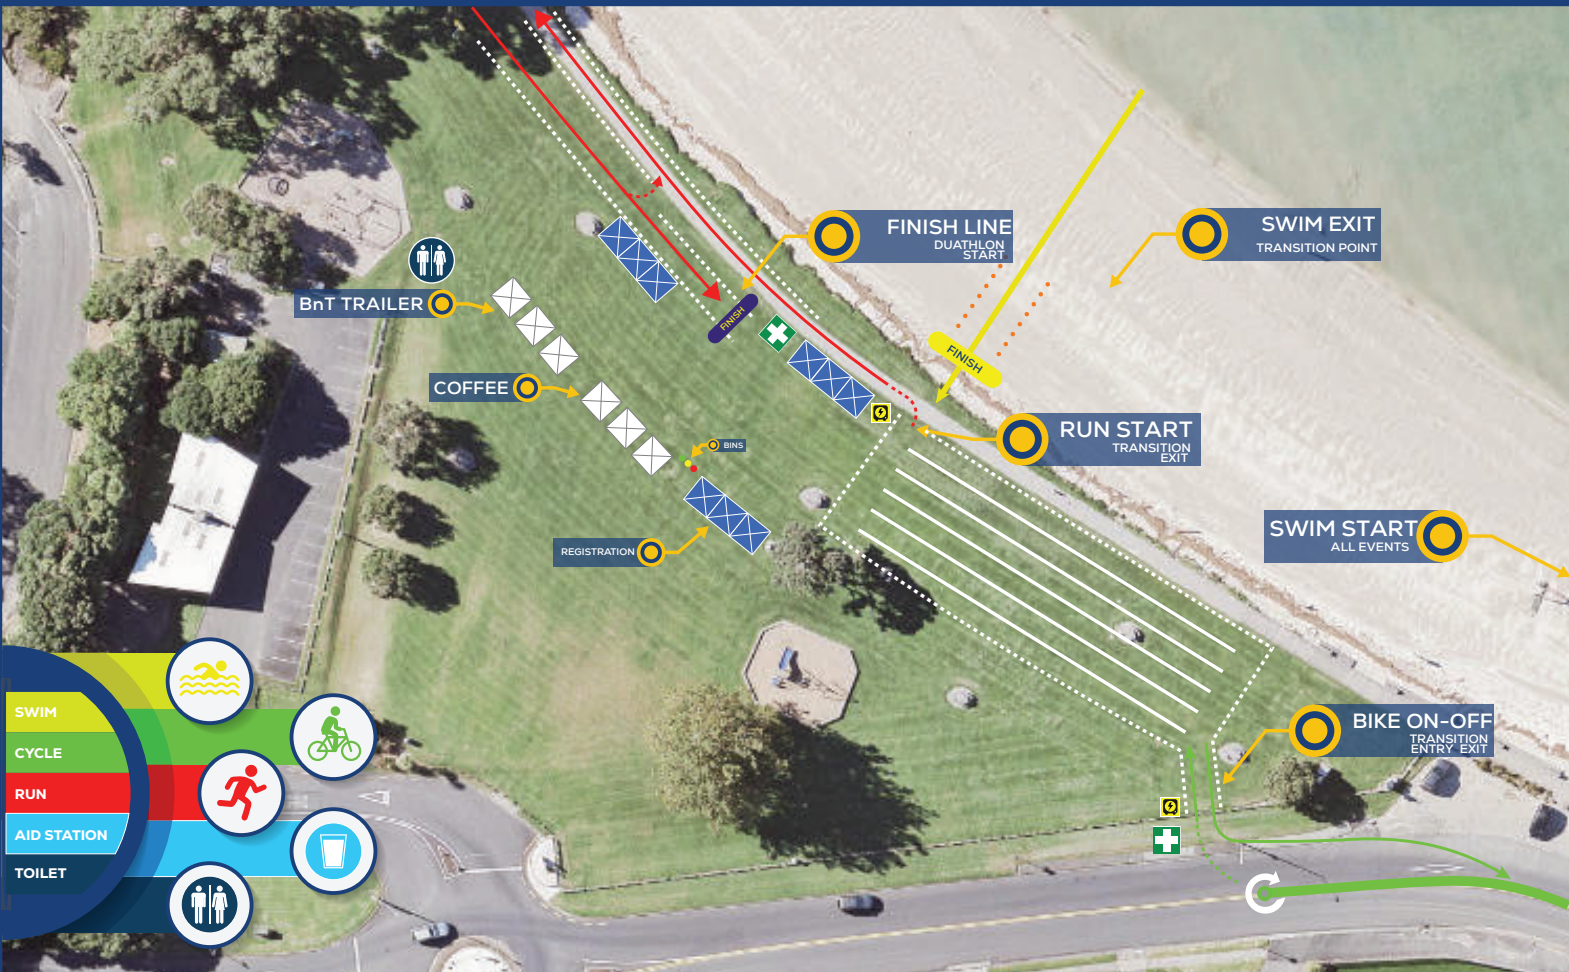 FINISH LINE
DUATHLON
START
SWIM EXIT
TRANSITION POINT
BnT TRAILER
FINISH
FINISH
COFFEE
RUN START
TRANSITION
EXIT
BINS
SWIM START
ALL EVENTS
REGISTRATION
BIKE ON-OFF
TRANSITION
ENTRY EXIT
SWIM
CYCLE
RUN
AID STATION
TOILET